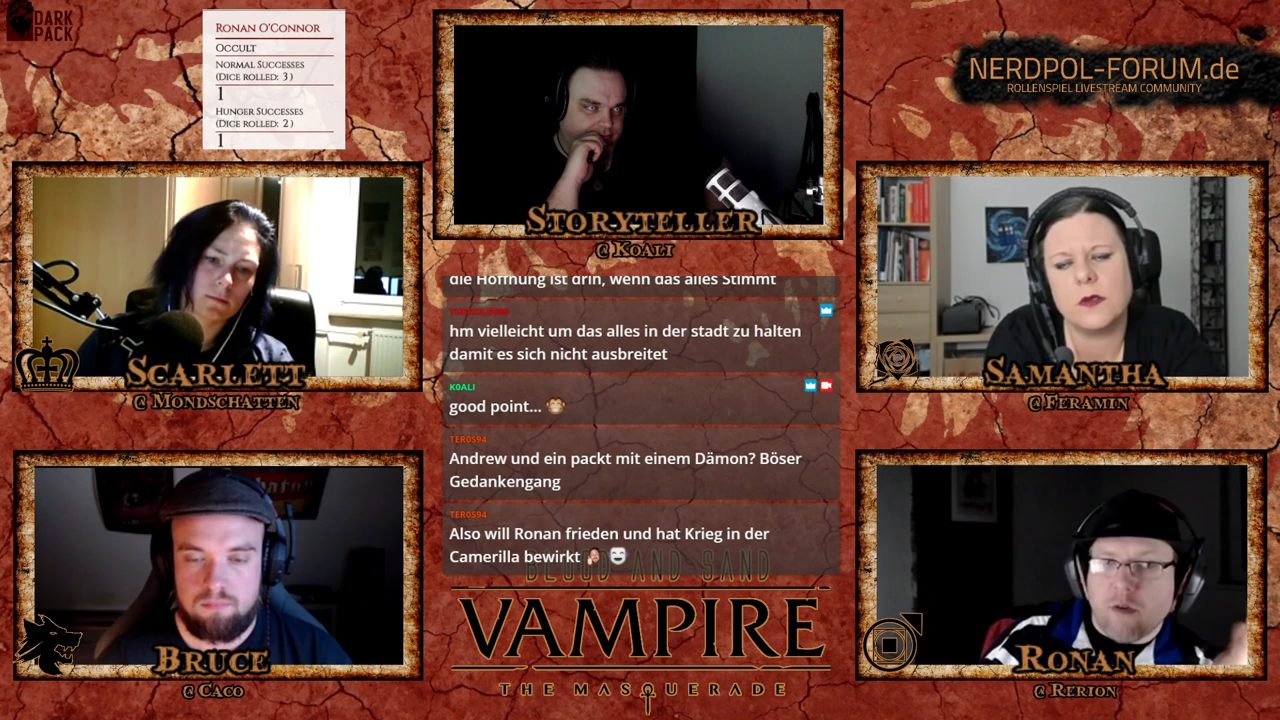 DARK
PACK
Ronan O'Connor
Occult
Normal Successes
(Dice rolled: 3 )
1
Hunger Successes
(Dice rolled: 2 )
1
NERDPOL-FORUM.de
ROLLENSPIEL LIVESTREAM COMMUNITY
Storyteller
@ Koali
Scarlett
@ Mondschatten
Samantha
@ Feramin
die Hoffnung ist drin, wenn das alles Stimmt
hm vielleicht um das alles in der stadt zu halten
damit es sich nicht ausbreitet
K0ALI
good point...
TEROS94
Andrew und ein packt mit einem Dämon? Böser
Gedankengang
TEROS94
Also will Ronan frieden und hat Krieg in der
Camerilla bewirkt
BLOOD AND SAND
VAMPIRE
THE MASQUERADE
Bruce
@ Caco
Ronan
@ Rerion